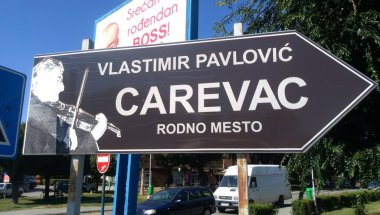 Srećan
rođendan
BOSS!
VLASTIMIR PAVLOVIĆ
CAREVAC
RODNO MESTO